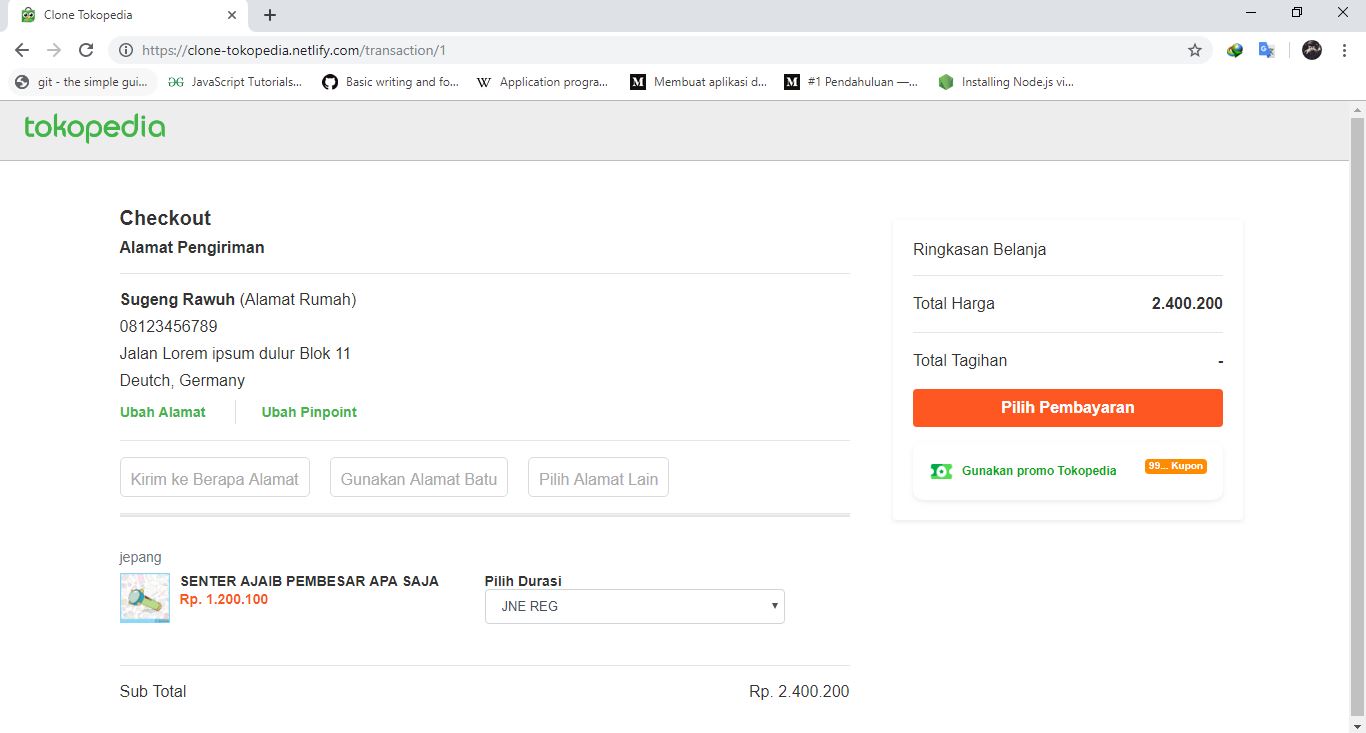 Clone Tokopedia
https://clone-tokopedia.netlify.com/transaction/1
git - the simple gui...
JavaScript Tutorials...
Basic writing and fo...
Application progra...
Membuat aplikasi d...
#1 Pendahuluan —...
Installing Node.js vi...
tokopedia
Checkout
Alamat Pengiriman
Sugeng Rawuh (Alamat Rumah)
08123456789
Jalan Lorem ipsum dulur Blok 11
Deutch, Germany
Ubah Alamat
Ubah Pinpoint
Kirim ke Berapa Alamat
Gunakan Alamat Batu
Pilih Alamat Lain
jepang
SENTER AJAIB PEMBESAR APA SAJA
Rp. 1.200.100
Pilih Durasi
JNE REG
Sub Total
Rp. 2.400.200
Ringkasan Belanja
Total Harga
2.400.200
Total Tagihan
-
Pilih Pembayaran
Gunakan promo Tokopedia
99... Kupon